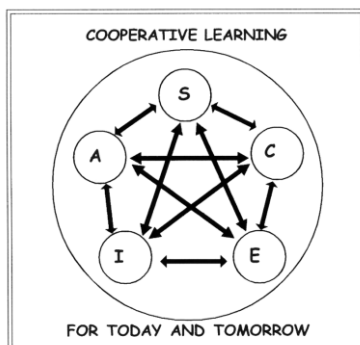 COOPERATIVE LEARNING
S
A
C
I
E
FOR TODAY AND TOMORROW